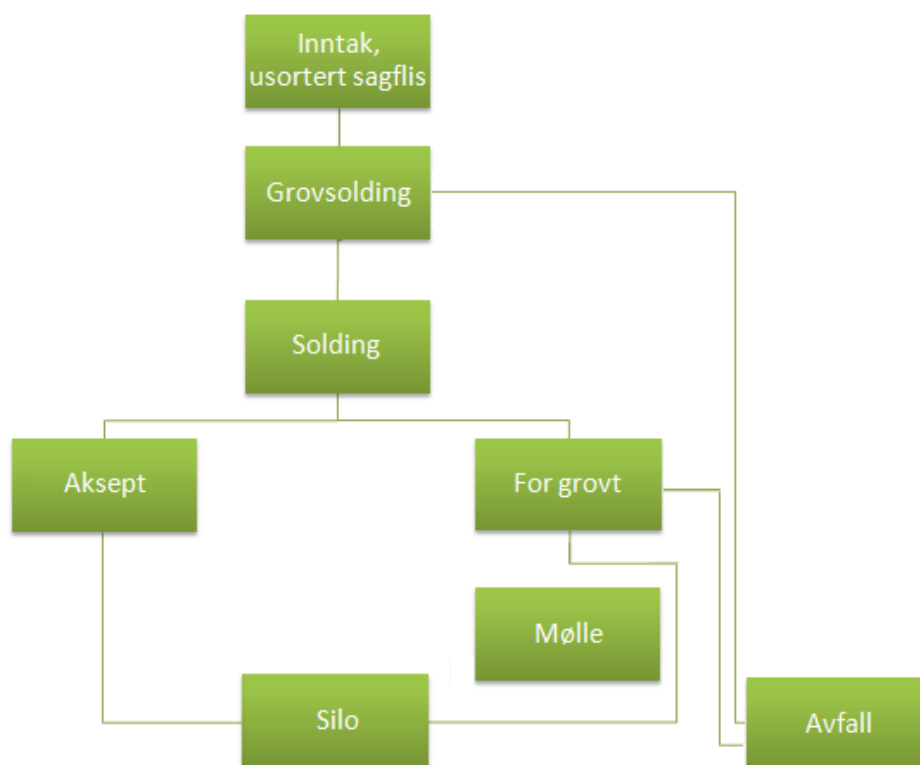 Inntak,
usortert sagflis
Grovsolding
Solding
Aksept
For grovt
Mølle
Silo
Avfall